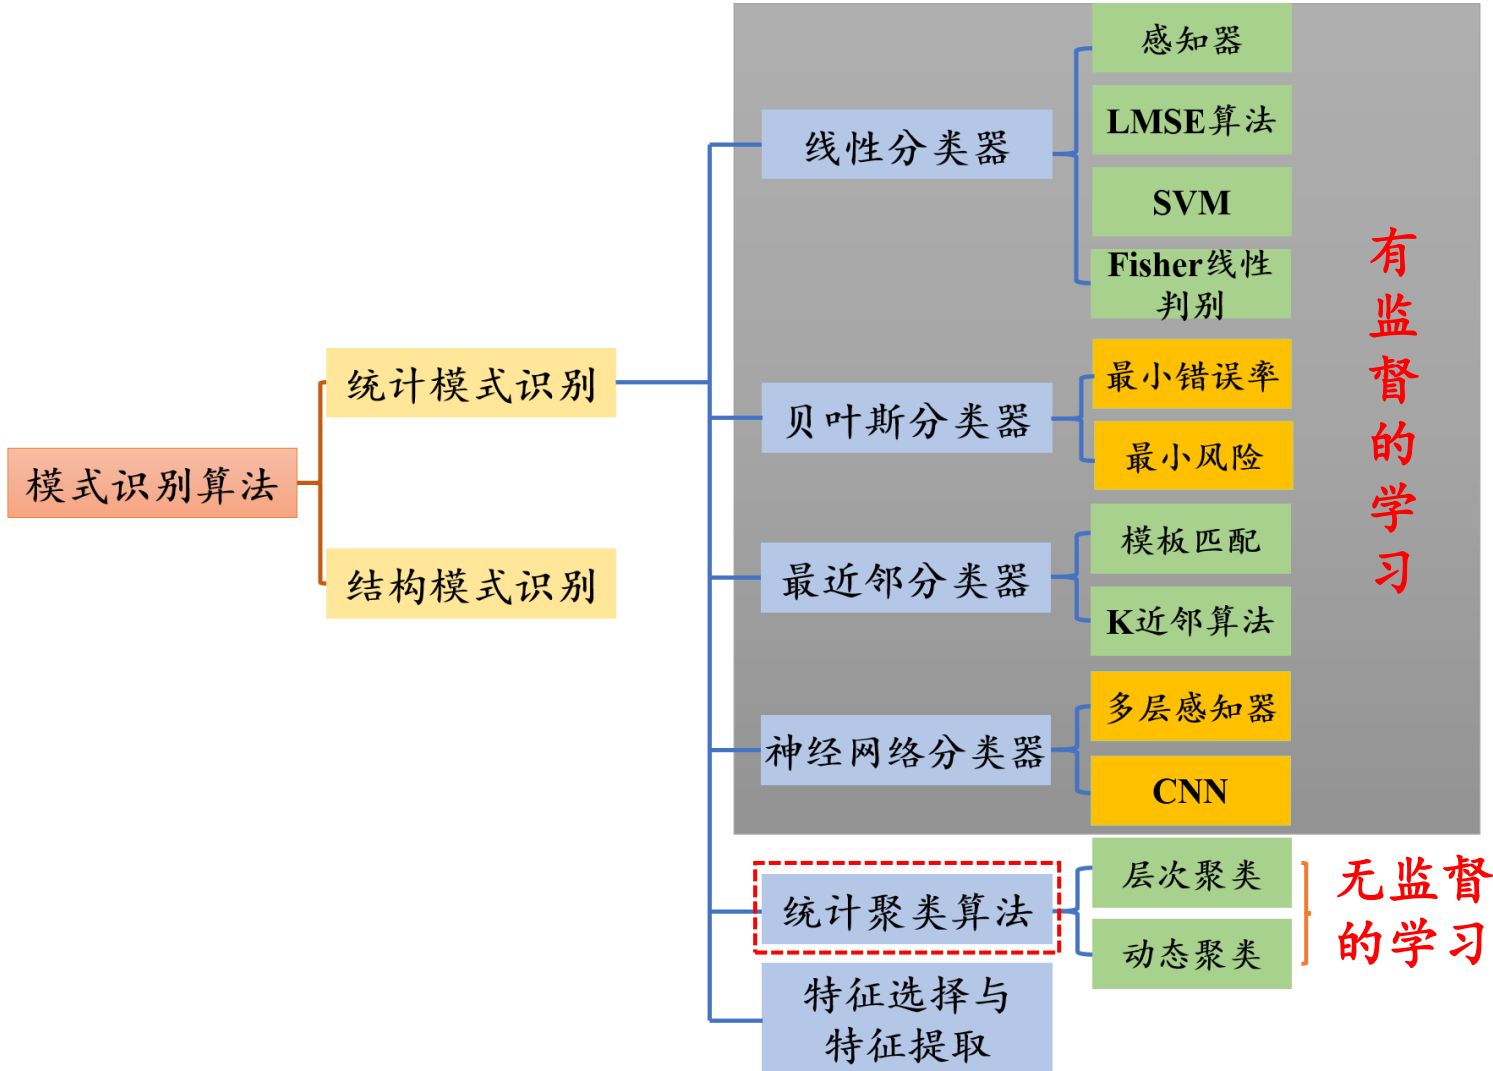 模式识别算法
统计模式识别
结构模式识别
线性分类器
感知器
LMSE算法
SVM
Fisher线性
判别
贝叶斯分类器
最小错误率
最小风险
最近邻分类器
模板匹配
K近邻算法
神经网络分类器
多层感知器
CNN
有
监
督
的
学
习
统计聚类算法
层次聚类
动态聚类
无监督
的学习
特征选择与
特征提取